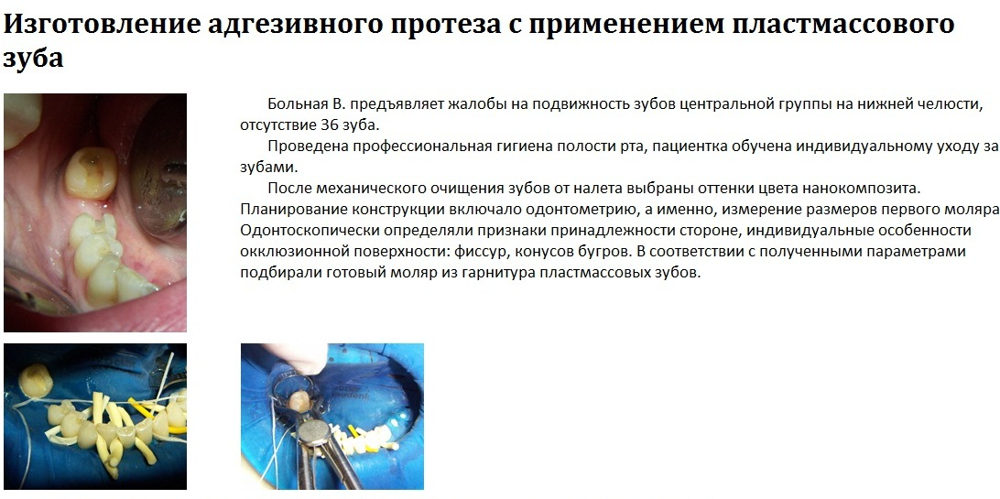 Изготовление адгезивного протеза с применением пластмассового
зуба
Больная В. предъявляет жалобы на подвижность зубов центральной группы на нижней челюсти,
отсутствие 36 зуба.
Проведена профессиональная гигиена полости рта, пациентка обучена индивидуальному уходу за
зубами.
После механического очищения зубов от налета выбраны оттенки цвета нанокомпозита.
Планирование конструкции включало одонтометрию, а именно, измерение размеров первого моляра
Одонтоскопически определяли признаки принадлежности стороне, индивидуальные особенности
окклюзионной поверхности: фиссур, конусов бугров. В соответствии с полученными параметрами
подбирали готовый моляр из гарнитура пластмассовых зубов.